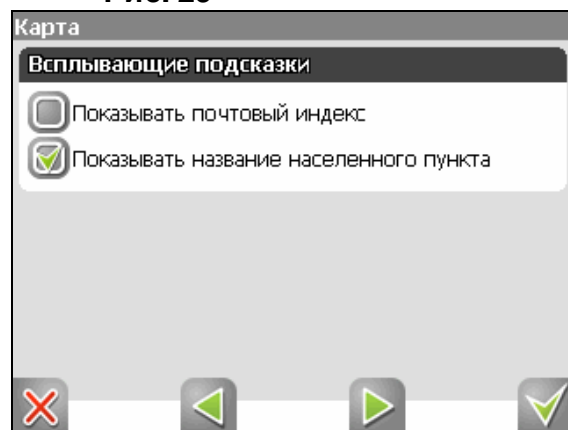 Карта
Всплывающие подсказки
Показывать почтовый индекс
Показывать название населенного пункта